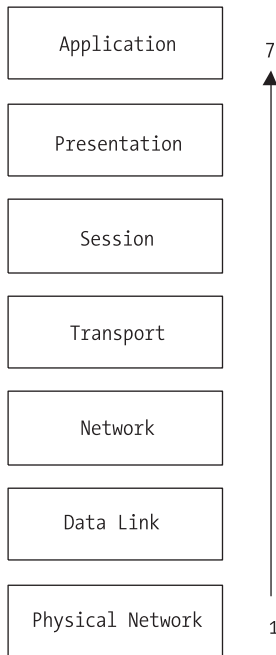 Application
7
Presentation
Session
Transport
Network
Data Link
Physical Network
1